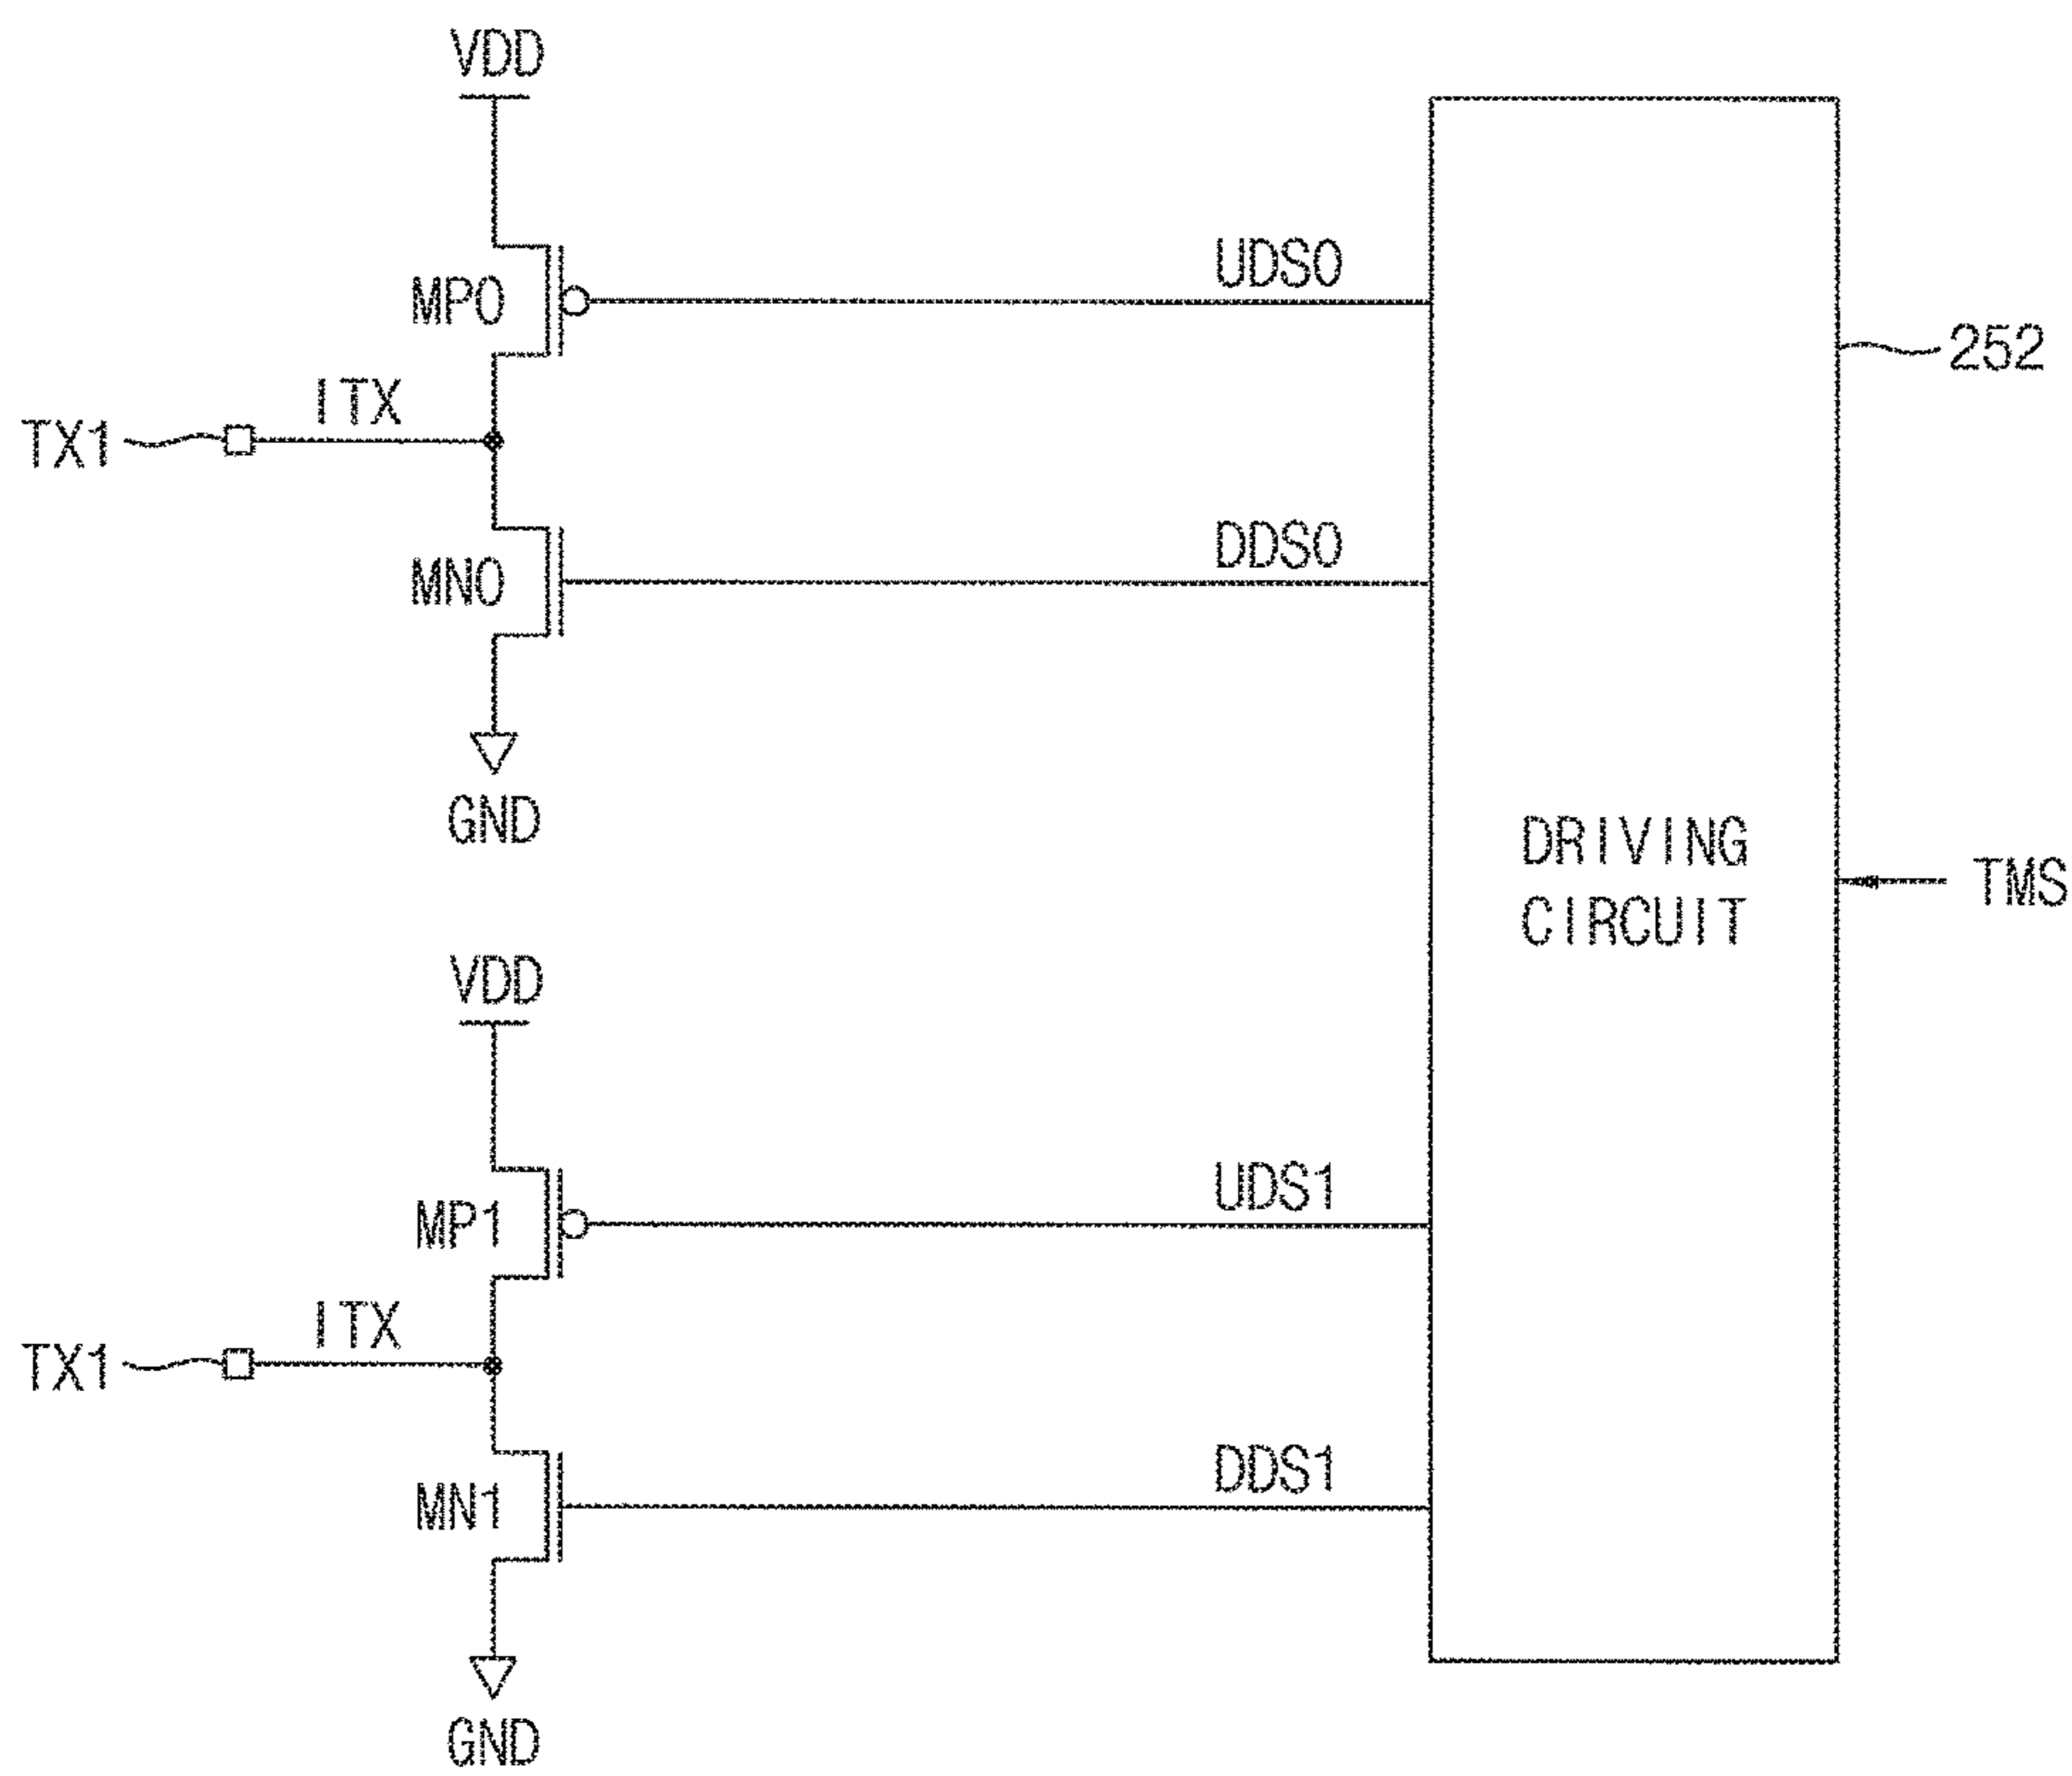 VDD
UDS0
MP0
252
ITX
TX1
DDS0
MN0
GND
DRIVING
CIRCUIT
TMS
VDD
UDS1
MP1
ITX
TX1
DDS1
MN1
GND